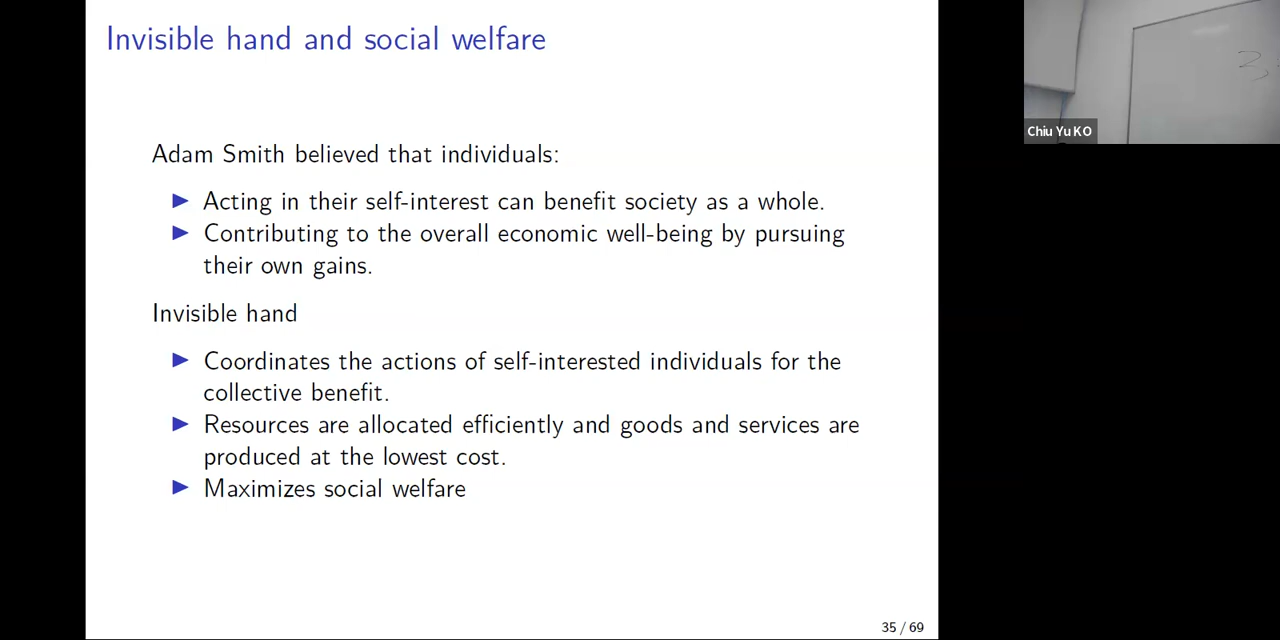 Invisible hand and social welfare
Adam Smith believed that individuals:
▶ Acting in their self-interest can benefit society as a whole.
▶ Contributing to the overall economic well-being by pursuing
their own gains.
Invisible hand
▶ Coordinates the actions of self-interested individuals for the
collective benefit.
▶ Resources are allocated efficiently and goods and services are
produced at the lowest cost.
▶ Maximizes social welfare
35 / 69
3
Chiu Yu KO